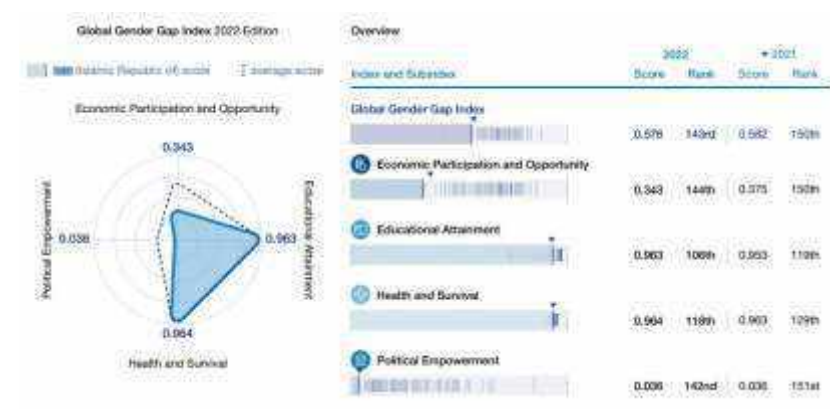 Global Gender Gap Index 2022 Edition
Islamic Republic of score average score
Economic Participation and Opportunity
0.343
Political Empowerment
0.036
0.963
Educational Attainment
0.964
Health and Survival
Overview
2022 2021
Index and Subindex Score Rank Score Rank
Global Gender Gap Index
0.576 143rd 0.582 150th
Economic Participation and Opportunity
0.343 144th 0.375 150th
Educational Attainment
0.963 106th 0.953 119th
Health and Survival
0.964 118th 0.963 129th
Political Empowerment
0.036 142nd 0.036 151st